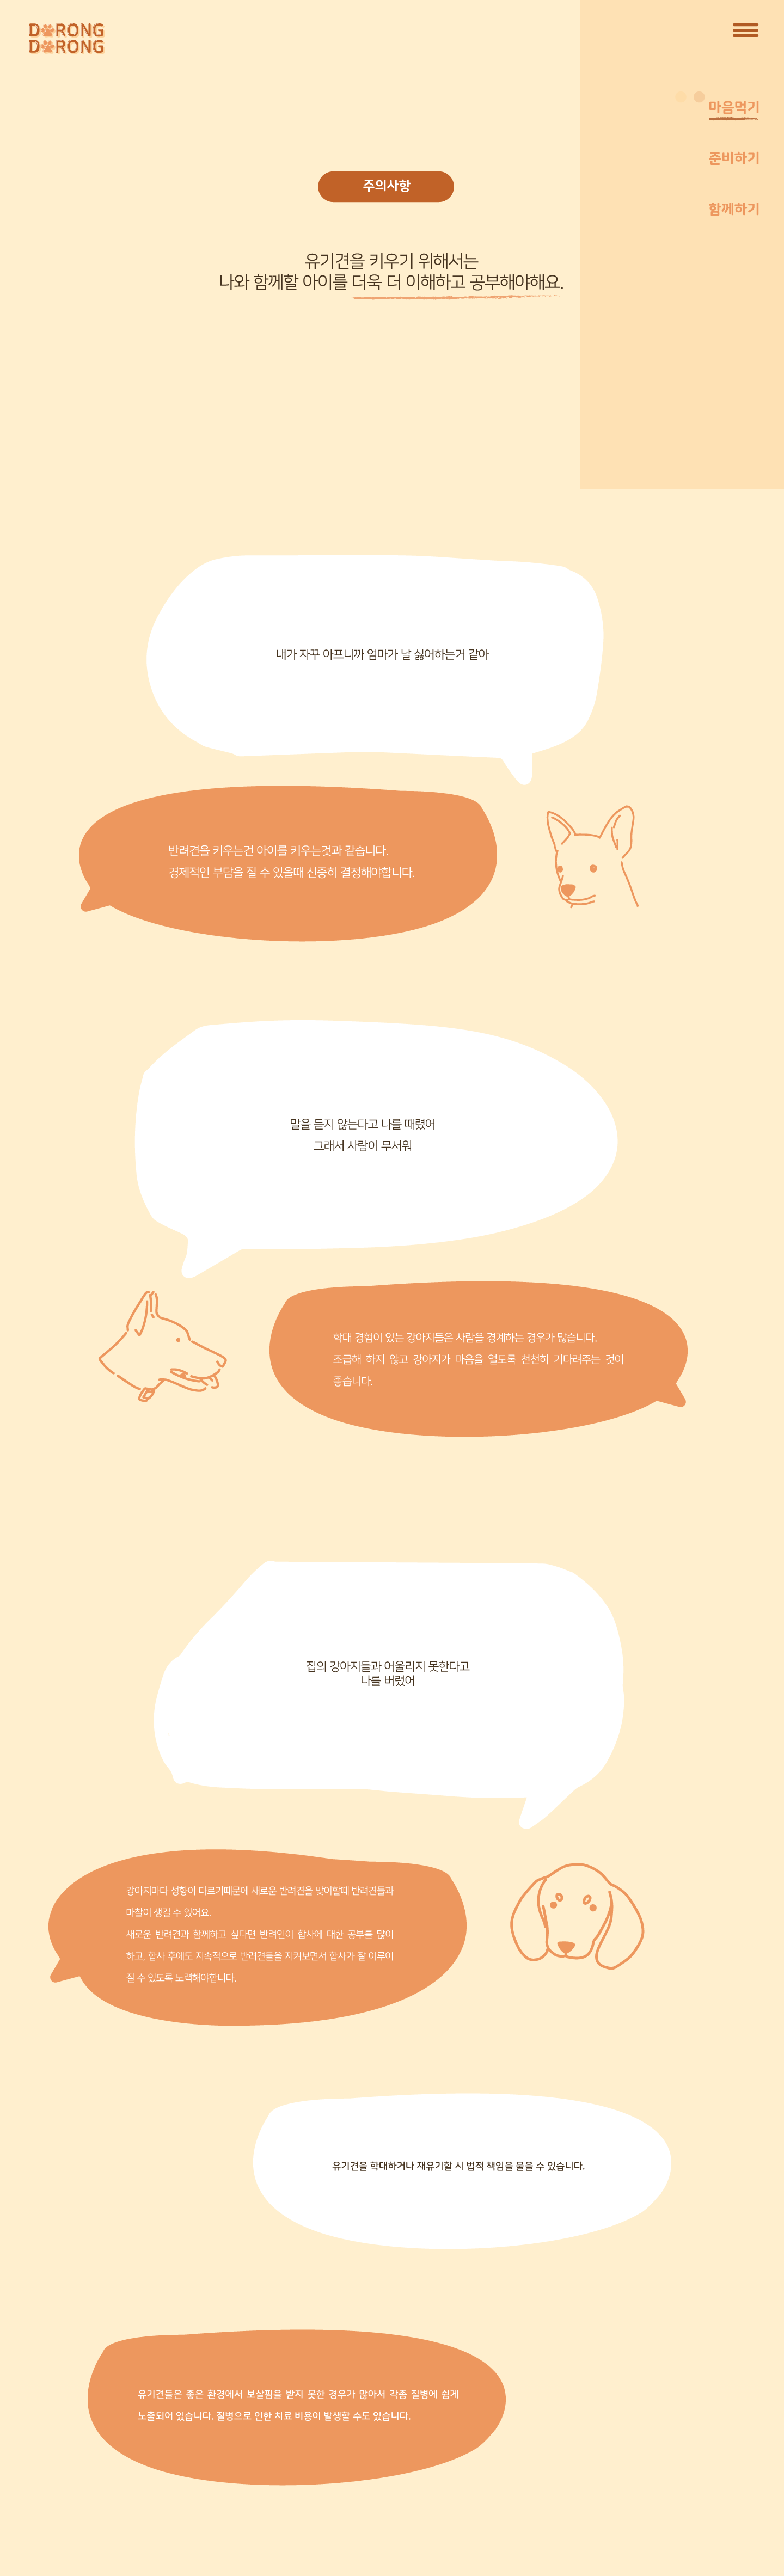 DORONG
DORONG
마음먹기
준비하기
함께하기
주의사항
유기견을 키우기 위해서는
나와 함께할 아이를 더욱 더 이해하고 공부해야해요.
내가 자꾸 아프니까 엄마가 날 싫어하는거 같아
반려견을 키우는건 아이를 키우는것과 같습니다.
경제적인 부담을 질 수 있을때 신중히 결정해야합니다.
말을 듣지 않는다고 나를 때렸어
그래서 사람이 무서워
학대 경험이 있는 강아지들은 사람을 경계하는 경우가 많습니다.
조급해 하지 않고 강아지가 마음을 열도록 천천히 기다려주는 것이
좋습니다.
집의 강아지들과 어울리지 못한다고
나를 버렸어
강아지마다 성향이 다르기때문에 새로운 반려견을 맞이할때 반려견들과
마찰이 생길 수 있어요.
새로운 반려견과 함께하고 싶다면 반려인이 합사에 대한 공부를 많이
하고, 합사 후에도 지속적으로 반려견들을 지켜보면서 합사가 잘 이루어
질 수 있도록 노력해야합니다.
유기견을 학대하거나 재유기할 시 법적 책임을 물을 수 있습니다.
유기견들은 좋은 환경에서 보살핌을 받지 못한 경우가 많아서 각종 질병에 쉽게
노출되어 있습니다. 질병으로 인한 치료 비용이 발생할 수도 있습니다.